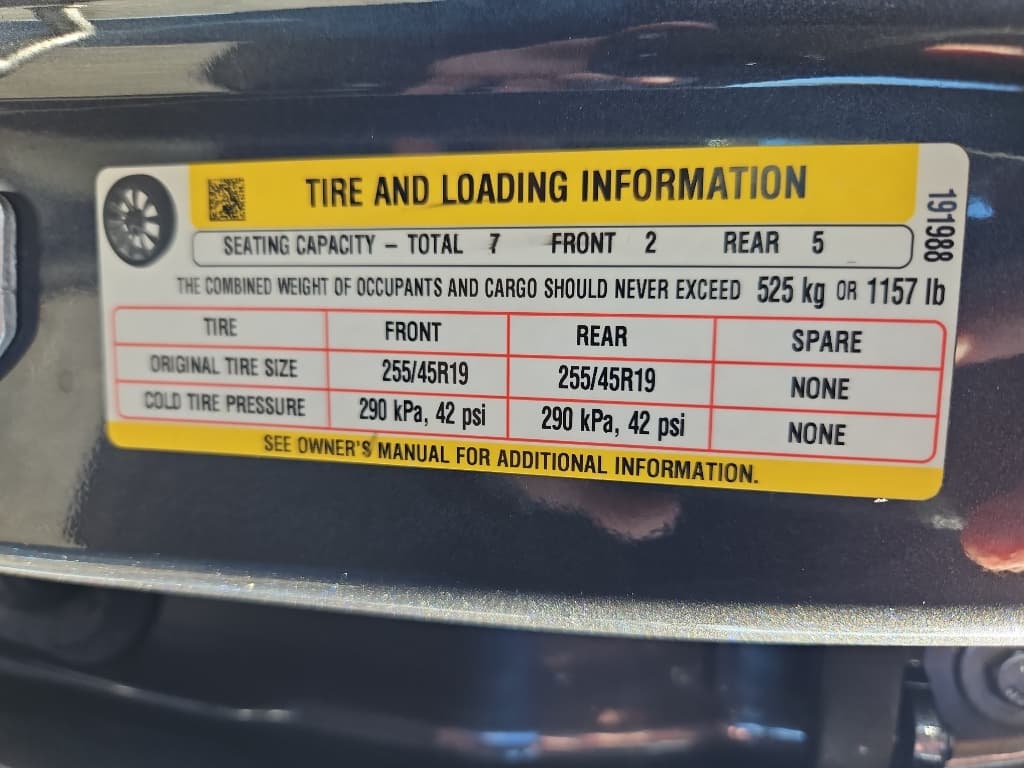 TIRE AND LOADING INFORMATION
SEATING CAPACITY – TOTAL 7 FRONT 2 REAR 5
THE COMBINED WEIGHT OF OCCUPANTS AND CARGO SHOULD NEVER EXCEED 525 kg OR 1157 lb
TIRE FRONT REAR SPARE
ORIGINAL TIRE SIZE 255/45R19 255/45R19 NONE
COLD TIRE PRESSURE 290 kPa, 42 psi 290 kPa, 42 psi NONE
SEE OWNER'S MANUAL FOR ADDITIONAL INFORMATION.
191988